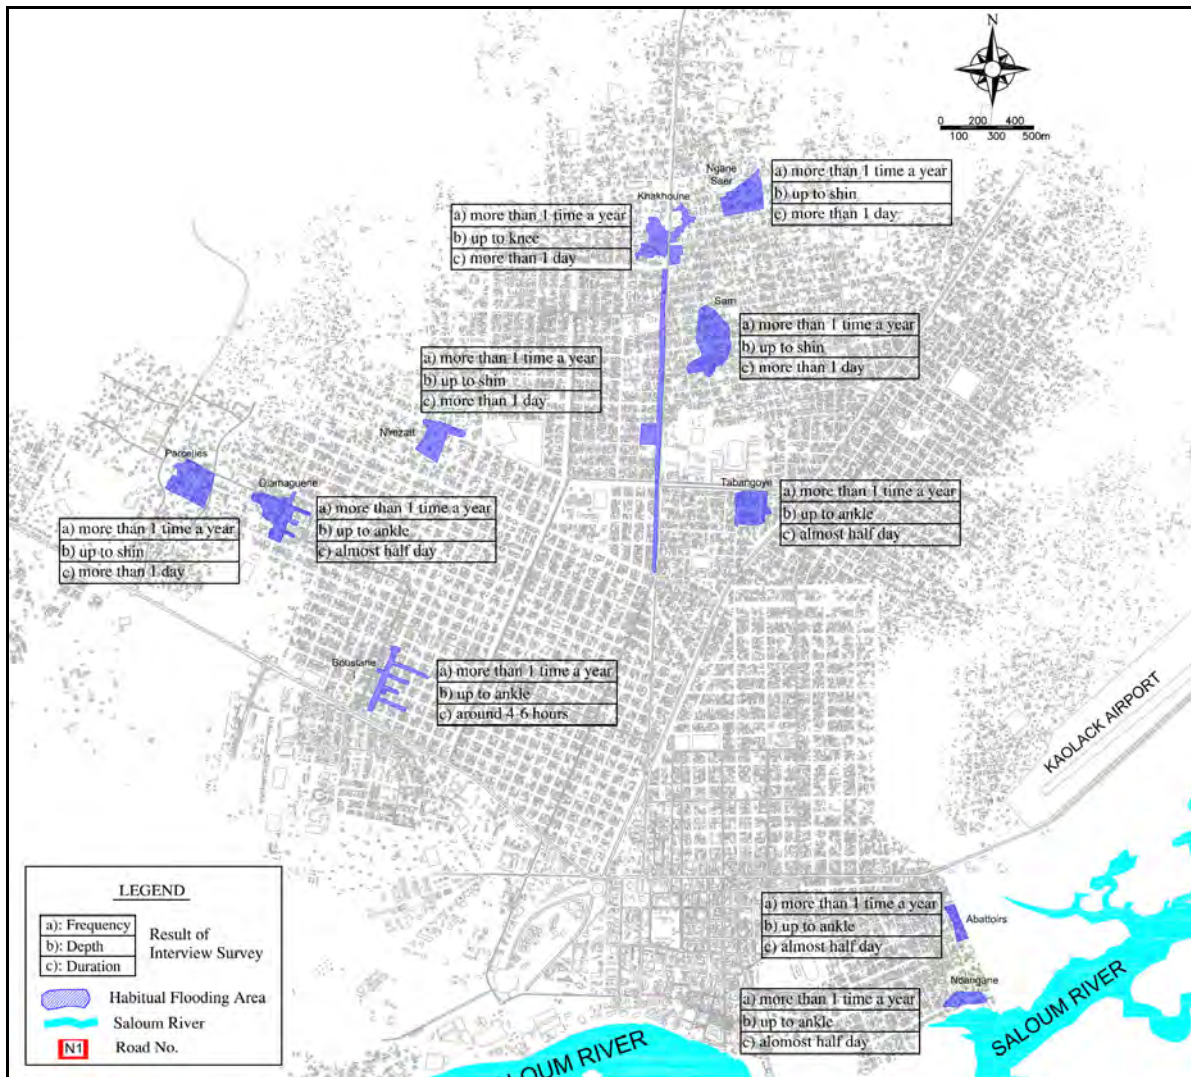 N
0 200 400
100 300 500m
Ngane
Saer
a) more than 1 time a year
b) up to shin
c) more than 1 day
Khakhoune
a) more than 1 time a year
b) up to knee
c) more than 1 day
Sam
a) more than 1 time a year
b) up to shin
c) more than 1 day
a) more than 1 time a year
b) up to shin
c) more than 1 day
Parcelles
Diamaguene
a) more than 1 time a year
b) up to ankle
c) almost half day
a) more than 1 time a year
b) up to shin
c) more than 1 day
Tabangoye
a) more than 1 time a year
b) up to ankle
c) almost half day
Boustane
I
a) more than 1 time a year
b) up to ankle
c) around 4-6 hours
KAOLACK AIRPORT
a) more than 1 time a year
b) up to ankle
c) almost half day
Abattoirs
Ndangane
a) more than 1 time a year
b) up to ankle
c) alomost half day
SALOUM RIVER
LOUM RIVER
LEGEND
a): Frequency
b): Depth
c): Duration
Result of
Interview Survey
Habitual Flooding Area
Saloum River
N1 Road No.